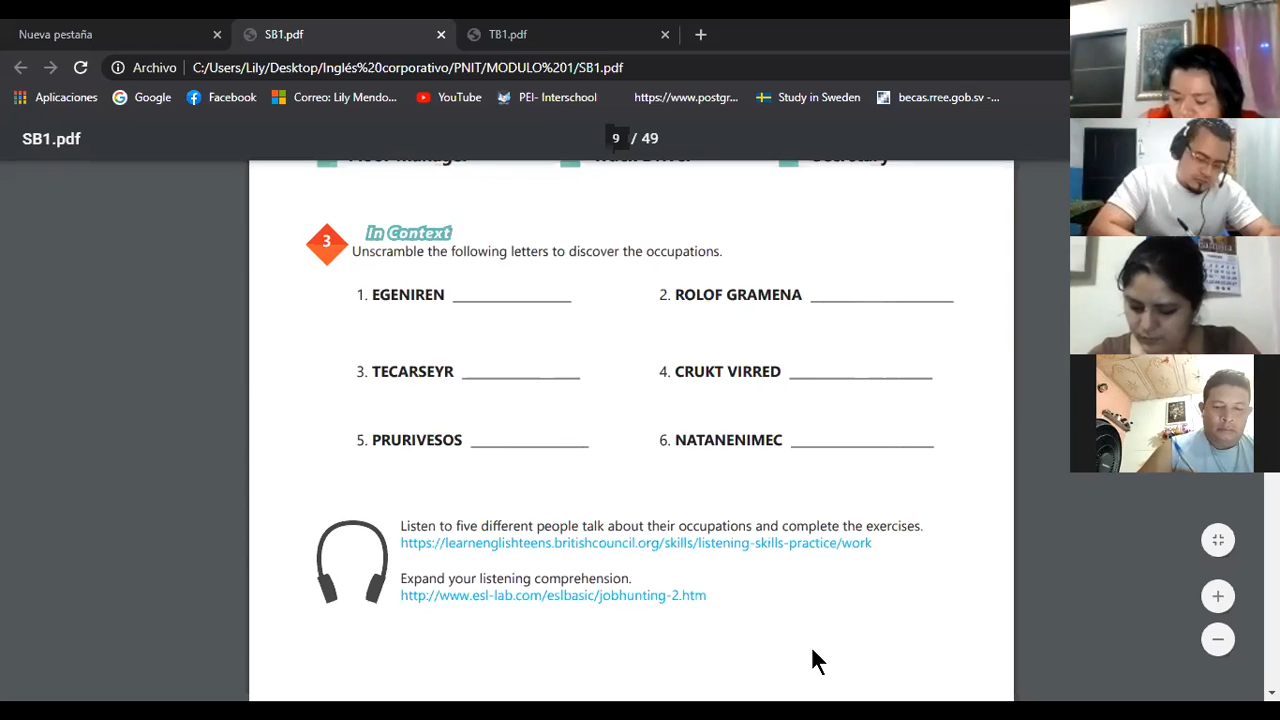 Nueva pestaña
SB1.pdf
TB1.pdf
Archivo C:/Users/Lily/Desktop/Inglés%20corporativo/PNIT/MODULO%201/SB1.pdf
Aplicaciones Google Facebook Correo: Lily Mendo... YouTube PEI- Interschool https://www.postgr... Study in Sweden becas.rree.gob.sv -...
SB1.pdf 9 / 49
Floor Manager Truck Driver Secretary
3 In Context
Unscramble the following letters to discover the occupations.
1. EGENIREN 2. ROLOF GRAMENA
3. TECARSEYR 4. CRUKT VIRRED
5. PRURIVESOS 6. NATANENIMEC
Listen to five different people talk about their occupations and complete the exercises.
https://learnenglishteens.britishcouncil.org/skills/listening-skills-practice/work
Expand your listening comprehension.
http://www.esl-lab.com/eslbasic/jobhunting-2.htm